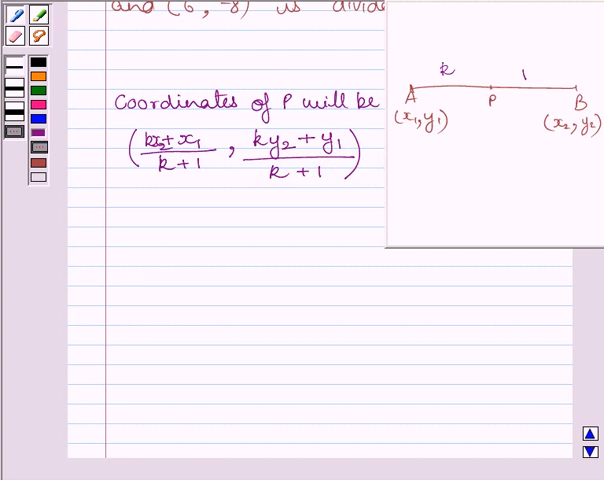 and (6, -8) is divide
Coordinates of P will be
(kx₂+x₁/k+1, ky₂+y₁/k+1)
k 1
A P B
(x₁,y₁) (x₂,y₂)